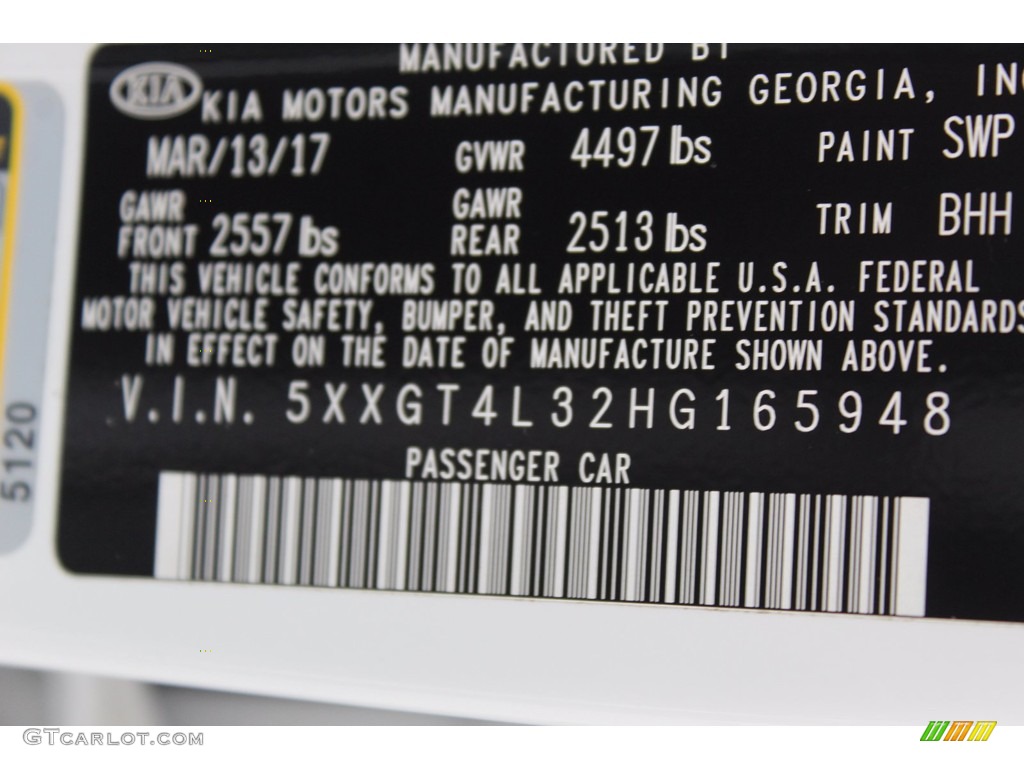 MANUFACTURED BY
KIA KIA MOTORS MANUFACTURING GEORGIA, INC
MAR/13/17 GVWR 4497 lbs PAINT SWP
GAWR FRONT 2557 lbs GAWR REAR 2513 lbs TRIM BHH
THIS VEHICLE CONFORMS TO ALL APPLICABLE U.S.A. FEDERAL
MOTOR VEHICLE SAFETY, BUMPER, AND THEFT PREVENTION STANDARDS
IN EFFECT ON THE DATE OF MANUFACTURE SHOWN ABOVE.
V.I.N. 5XXGT4L32HG165948
PASSENGER CAR
5120
GTCARLOT.COM